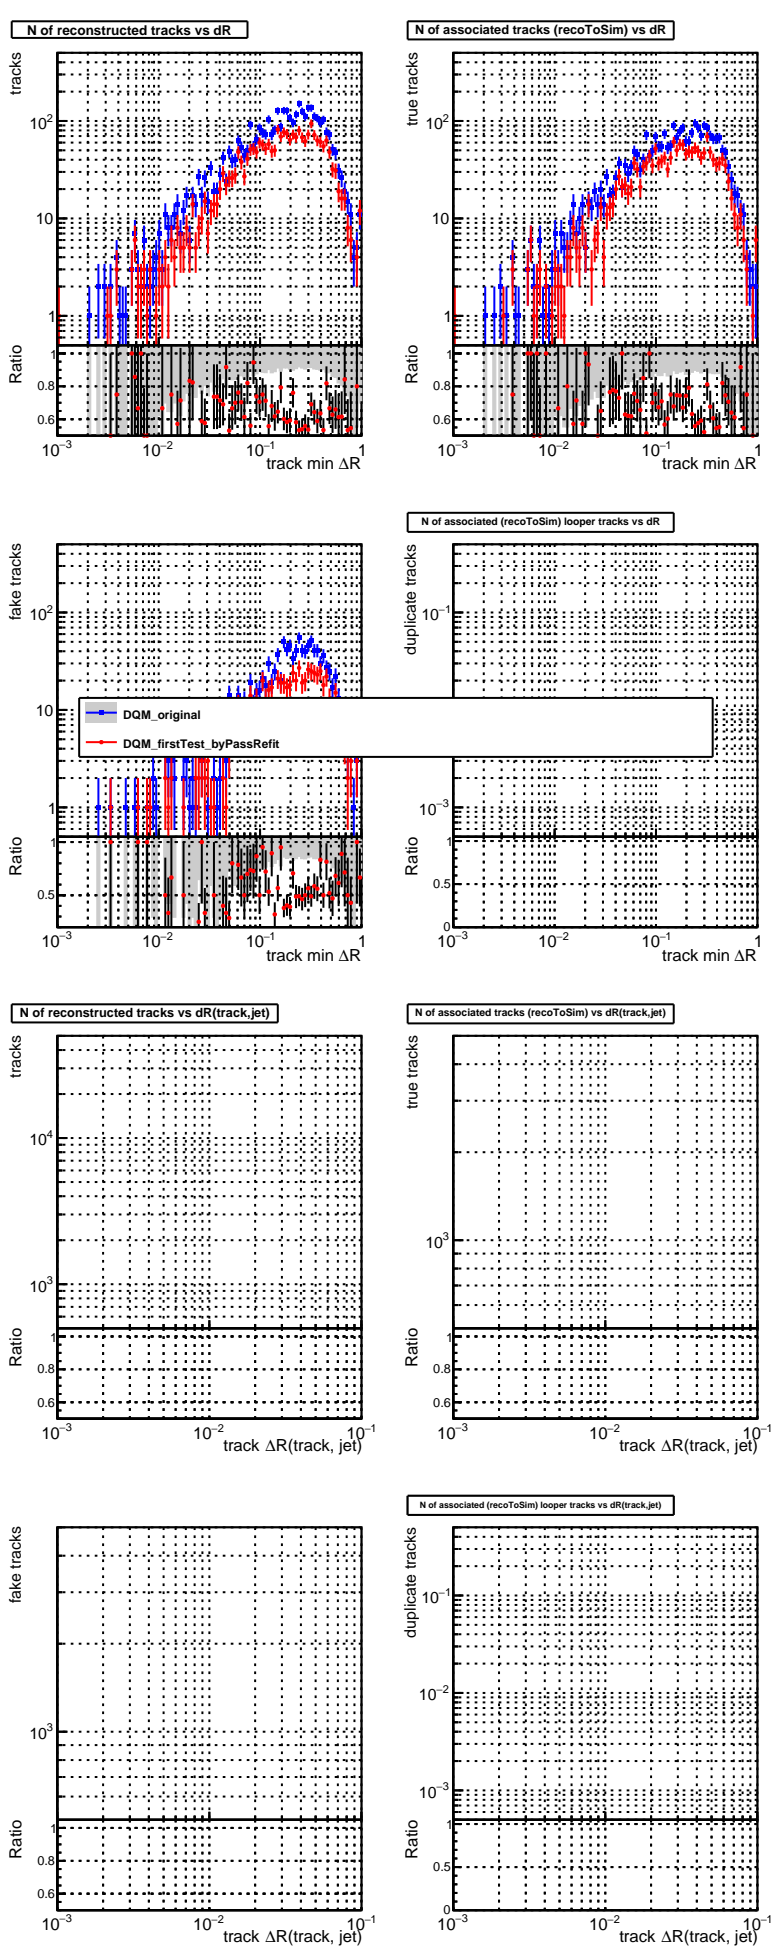 N of reconstructed tracks vs dR
tracks
10²
10
1
Ratio
1
0.8
0.6
10⁻³ 10⁻² 10⁻¹ 1
track min ΔR
N of associated tracks (recoToSim) vs dR
true tracks
10²
10
1
Ratio
1
0.8
0.6
10⁻³ 10⁻² 10⁻¹ 1
track min ΔR
fake tracks
10²
10
1
Ratio
1
0.5
10⁻³ 10⁻² 10⁻¹ 1
track min ΔR
N of associated (recoToSim) looper tracks vs dR
duplicate tracks
10⁻¹
10⁻³
Ratio
1
0.5
0
10⁻³ 10⁻² 10⁻¹ 1
track min ΔR
DQM_original
DQM_firstTest_byPassRefit
N of reconstructed tracks vs dR(track,jet)
tracks
10⁴
10³
Ratio
1
0.8
0.6
10⁻³ 10⁻² 10⁻¹
track ΔR(track, jet)
N of associated tracks (recoToSim) vs dR(track,jet)
true tracks
10³
Ratio
1
0.8
0.6
10⁻³ 10⁻² 10⁻¹
track ΔR(track, jet)
fake tracks
10³
Ratio
1
0.8
0.6
10⁻³ 10⁻² 10⁻¹
track ΔR(track, jet)
N of associated (recoToSim) looper tracks vs dR(track,jet)
duplicate tracks
10⁻¹
10⁻²
10⁻³
Ratio
1
0.5
0
10⁻³ 10⁻² 10⁻¹
track ΔR(track, jet)